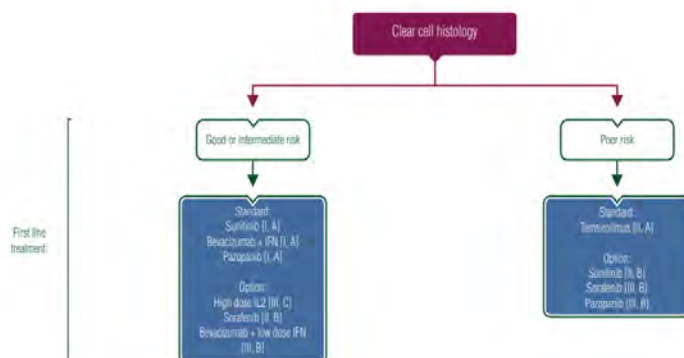 Clear cell histology
Good or intermediate risk
Poor risk
First line
treatment:
Standard:
Sunitinib [I, A]
Bevacizumab + IFN [I, A]
Pazopanib [I, A]
Option:
High dose IL2 [III, C]
Sorafenib [II, B]
Bevacizumab + low dose IFN
[III, B]
Standard:
Temsirolimus [II, A]
Option:
Sunitinib [II, B]
Sorafenib [III, B]
Pazopanib [III, B]